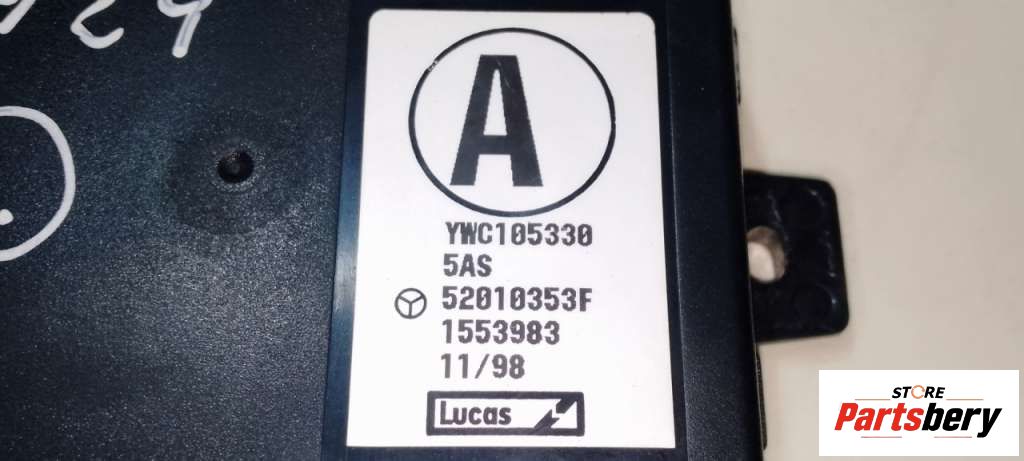 A
YWC105330
5AS
52010353F
1553983
11/98
Lucas
STORE
Partsbery